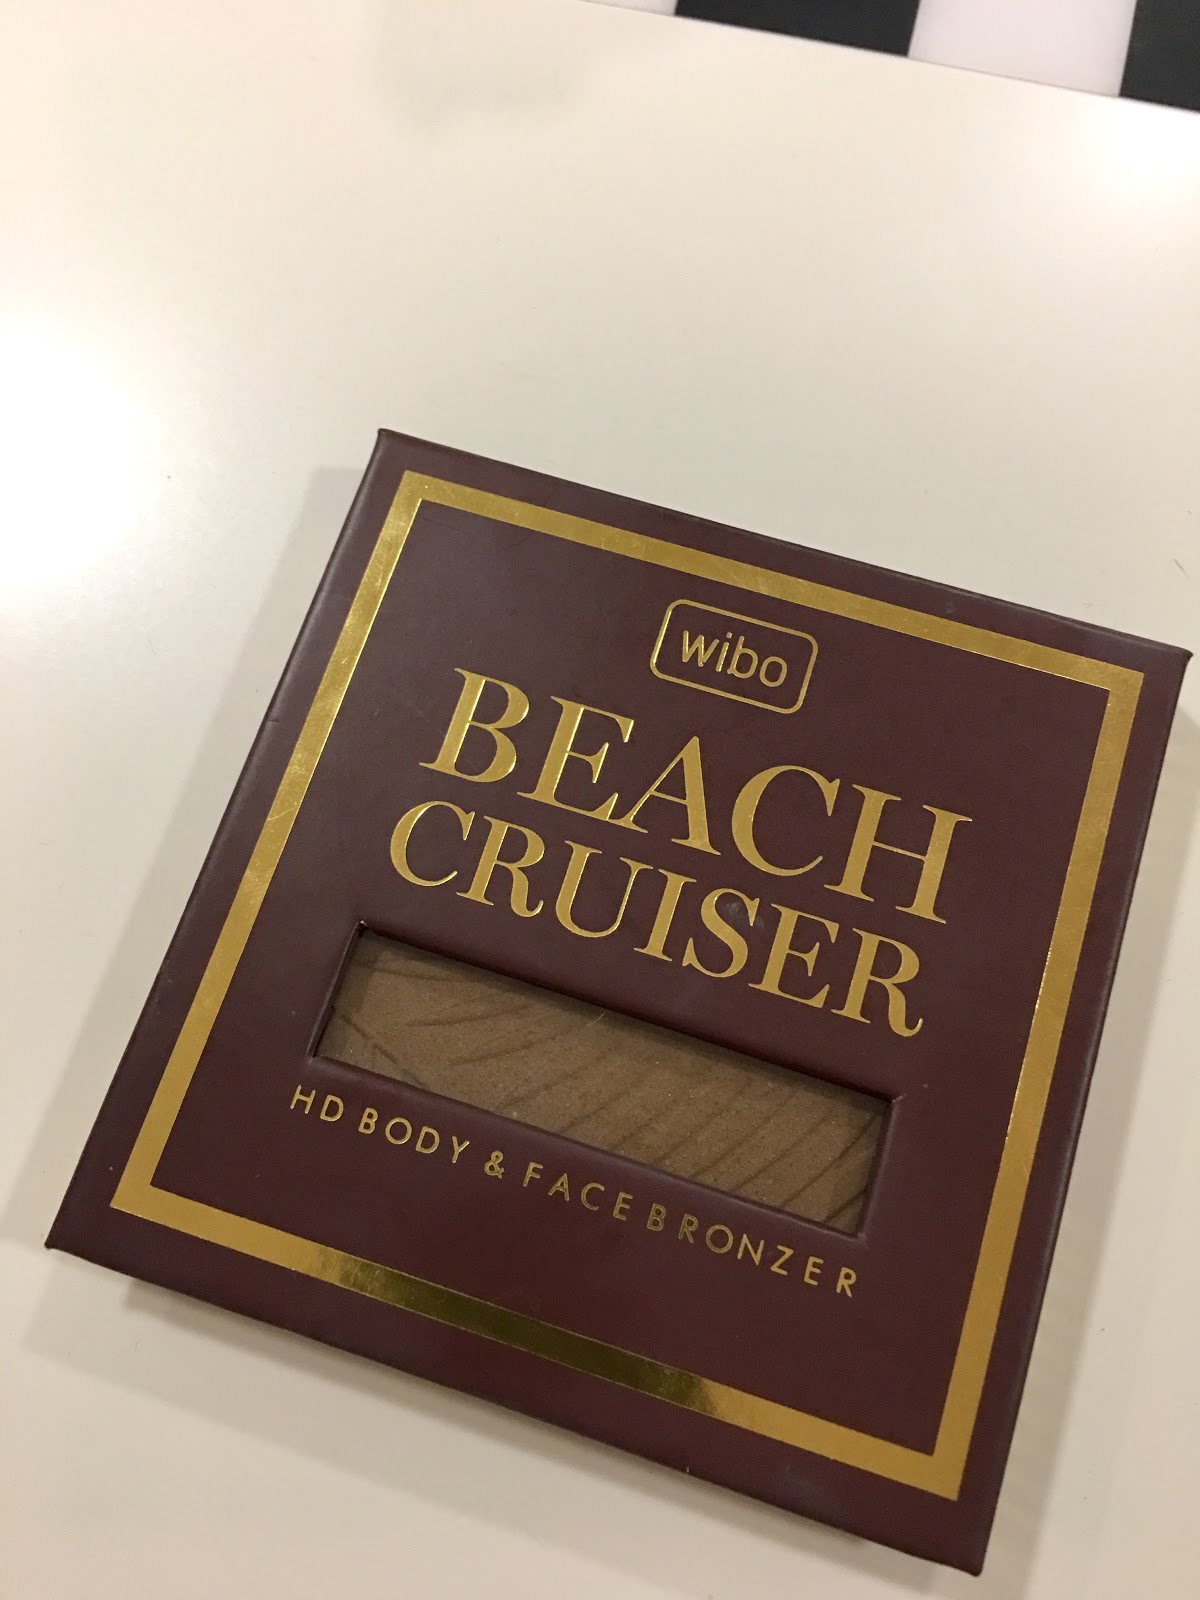 wibo
BEACH
CRUISER
HD BODY & FACE BRONZER